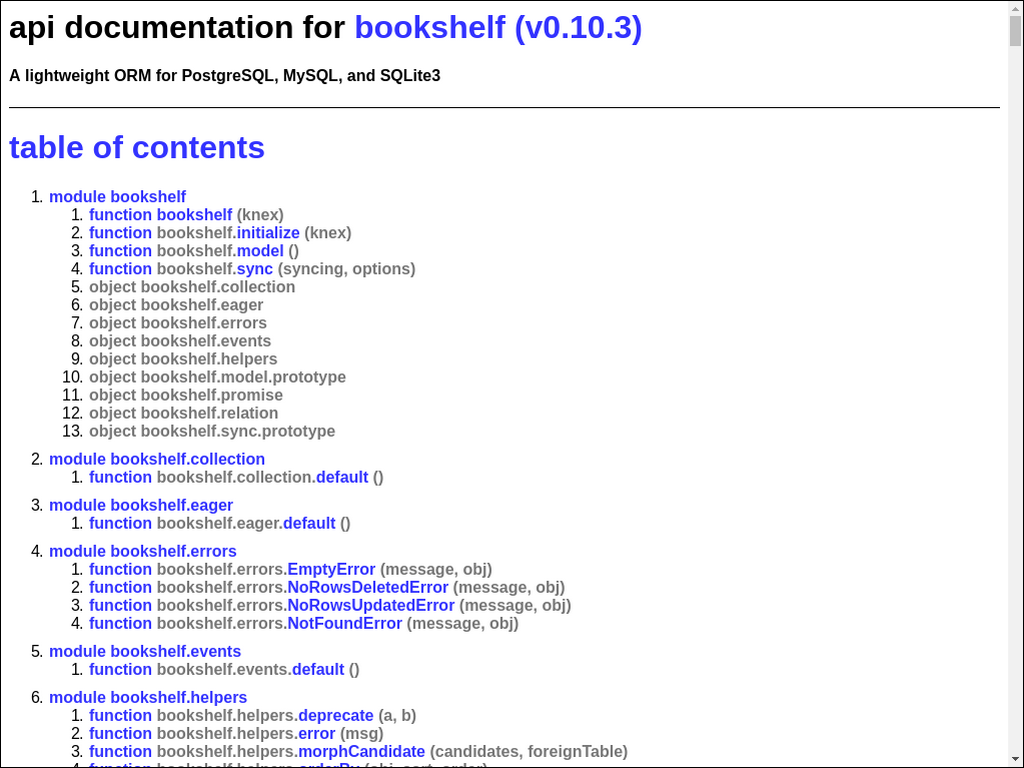 api documentation for bookshelf (v0.10.3)
A lightweight ORM for PostgreSQL, MySQL, and SQLite3
table of contents
1. module bookshelf
1. function bookshelf (knex)
2. function bookshelf.initialize (knex)
3. function bookshelf.model ()
4. function bookshelf.sync (syncing, options)
5. object bookshelf.collection
6. object bookshelf.eager
7. object bookshelf.errors
8. object bookshelf.events
9. object bookshelf.helpers
10. object bookshelf.model.prototype
11. object bookshelf.promise
12. object bookshelf.relation
13. object bookshelf.sync.prototype
2. module bookshelf.collection
1. function bookshelf.collection.default ()
3. module bookshelf.eager
1. function bookshelf.eager.default ()
4. module bookshelf.errors
1. function bookshelf.errors.EmptyError (message, obj)
2. function bookshelf.errors.NoRowsDeletedError (message, obj)
3. function bookshelf.errors.NoRowsUpdatedError (message, obj)
4. function bookshelf.errors.NotFoundError (message, obj)
5. module bookshelf.events
1. function bookshelf.events.default ()
6. module bookshelf.helpers
1. function bookshelf.helpers.deprecate (a, b)
2. function bookshelf.helpers.error (msg)
3. function bookshelf.helpers.morphCandidate (candidates, foreignTable)
4. function bookshelf.helpers.orderBy (obj, sort, order)